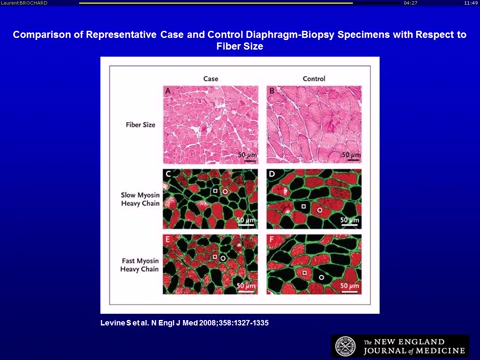 Laurent BROCHARD 04:27 11:49
Comparison of Representative Case and Control Diaphragm-Biopsy Specimens with Respect to
Fiber Size
Case Control
A B
Fiber Size
50 μm 50 μm
C D
Slow Myosin
Heavy Chain
50 μm 50 μm
E F
Fast Myosin
Heavy Chain
50 μm 50 μm
Levine S et al. N Engl J Med 2008;358:1327-1335
The NEW ENGLAND
JOURNAL of MEDICINE